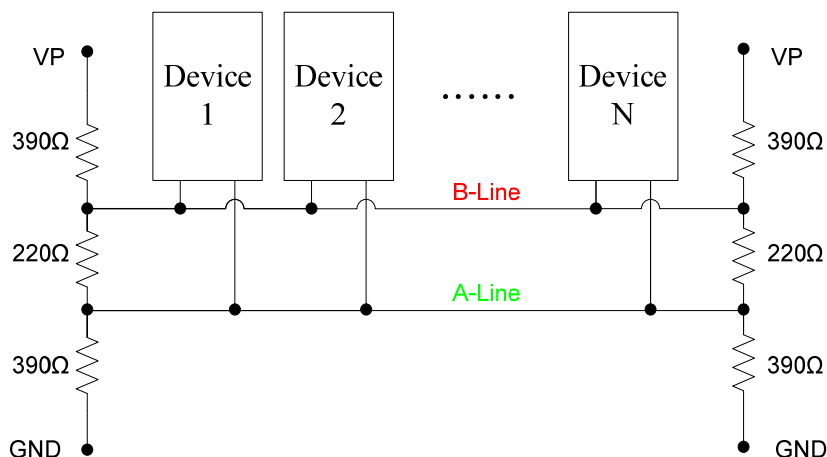 VP
Device
1
Device
2
......
Device
N
VP
390Ω
390Ω
B-Line
220Ω
220Ω
A-Line
390Ω
390Ω
GND
GND